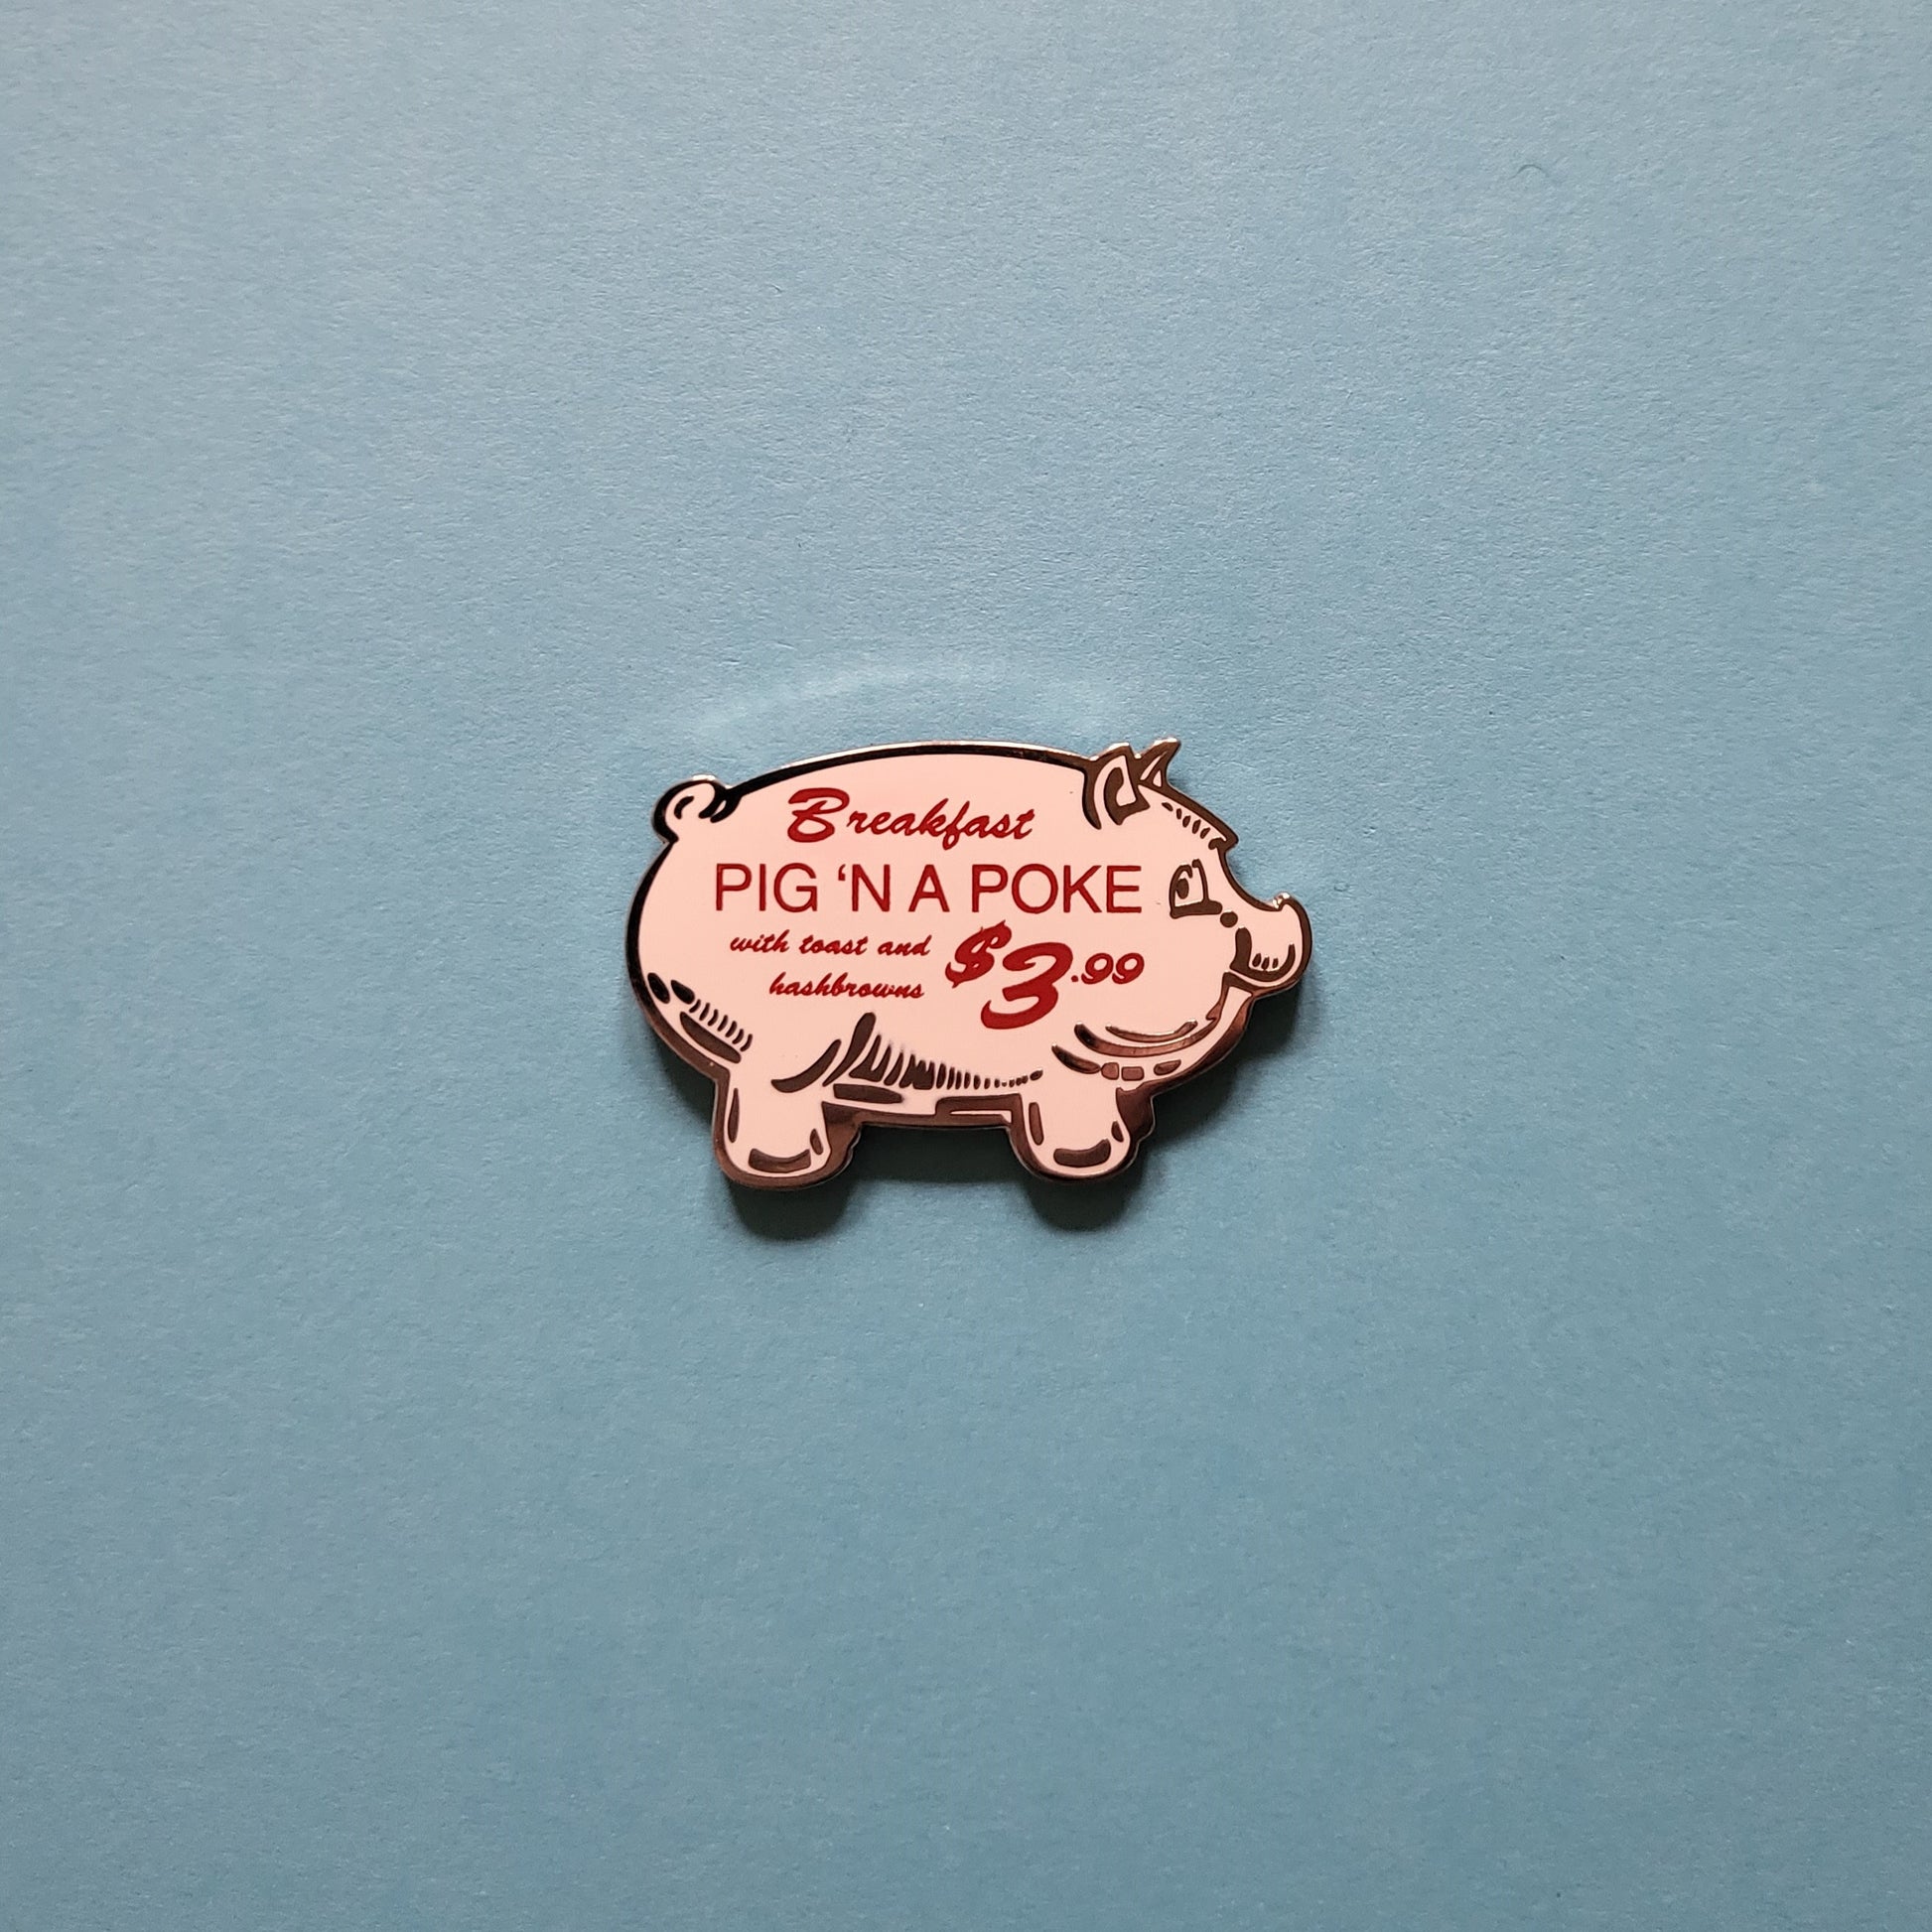 Breakfast
PIG ‘N A POKE
with toast and
hashbrowns
$3.99